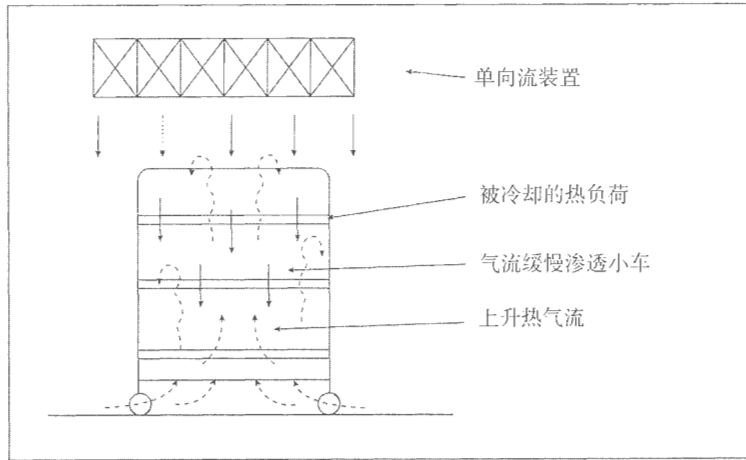 单向流装置
被冷却的热负荷
气流缓慢渗透小车
上升热气流